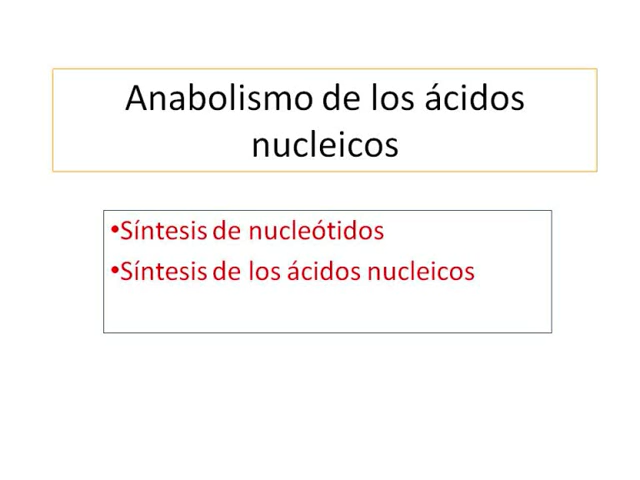 Anabolismo de los ácidos
nucleicos
•Síntesis de nucleótidos
•Síntesis de los ácidos nucleicos